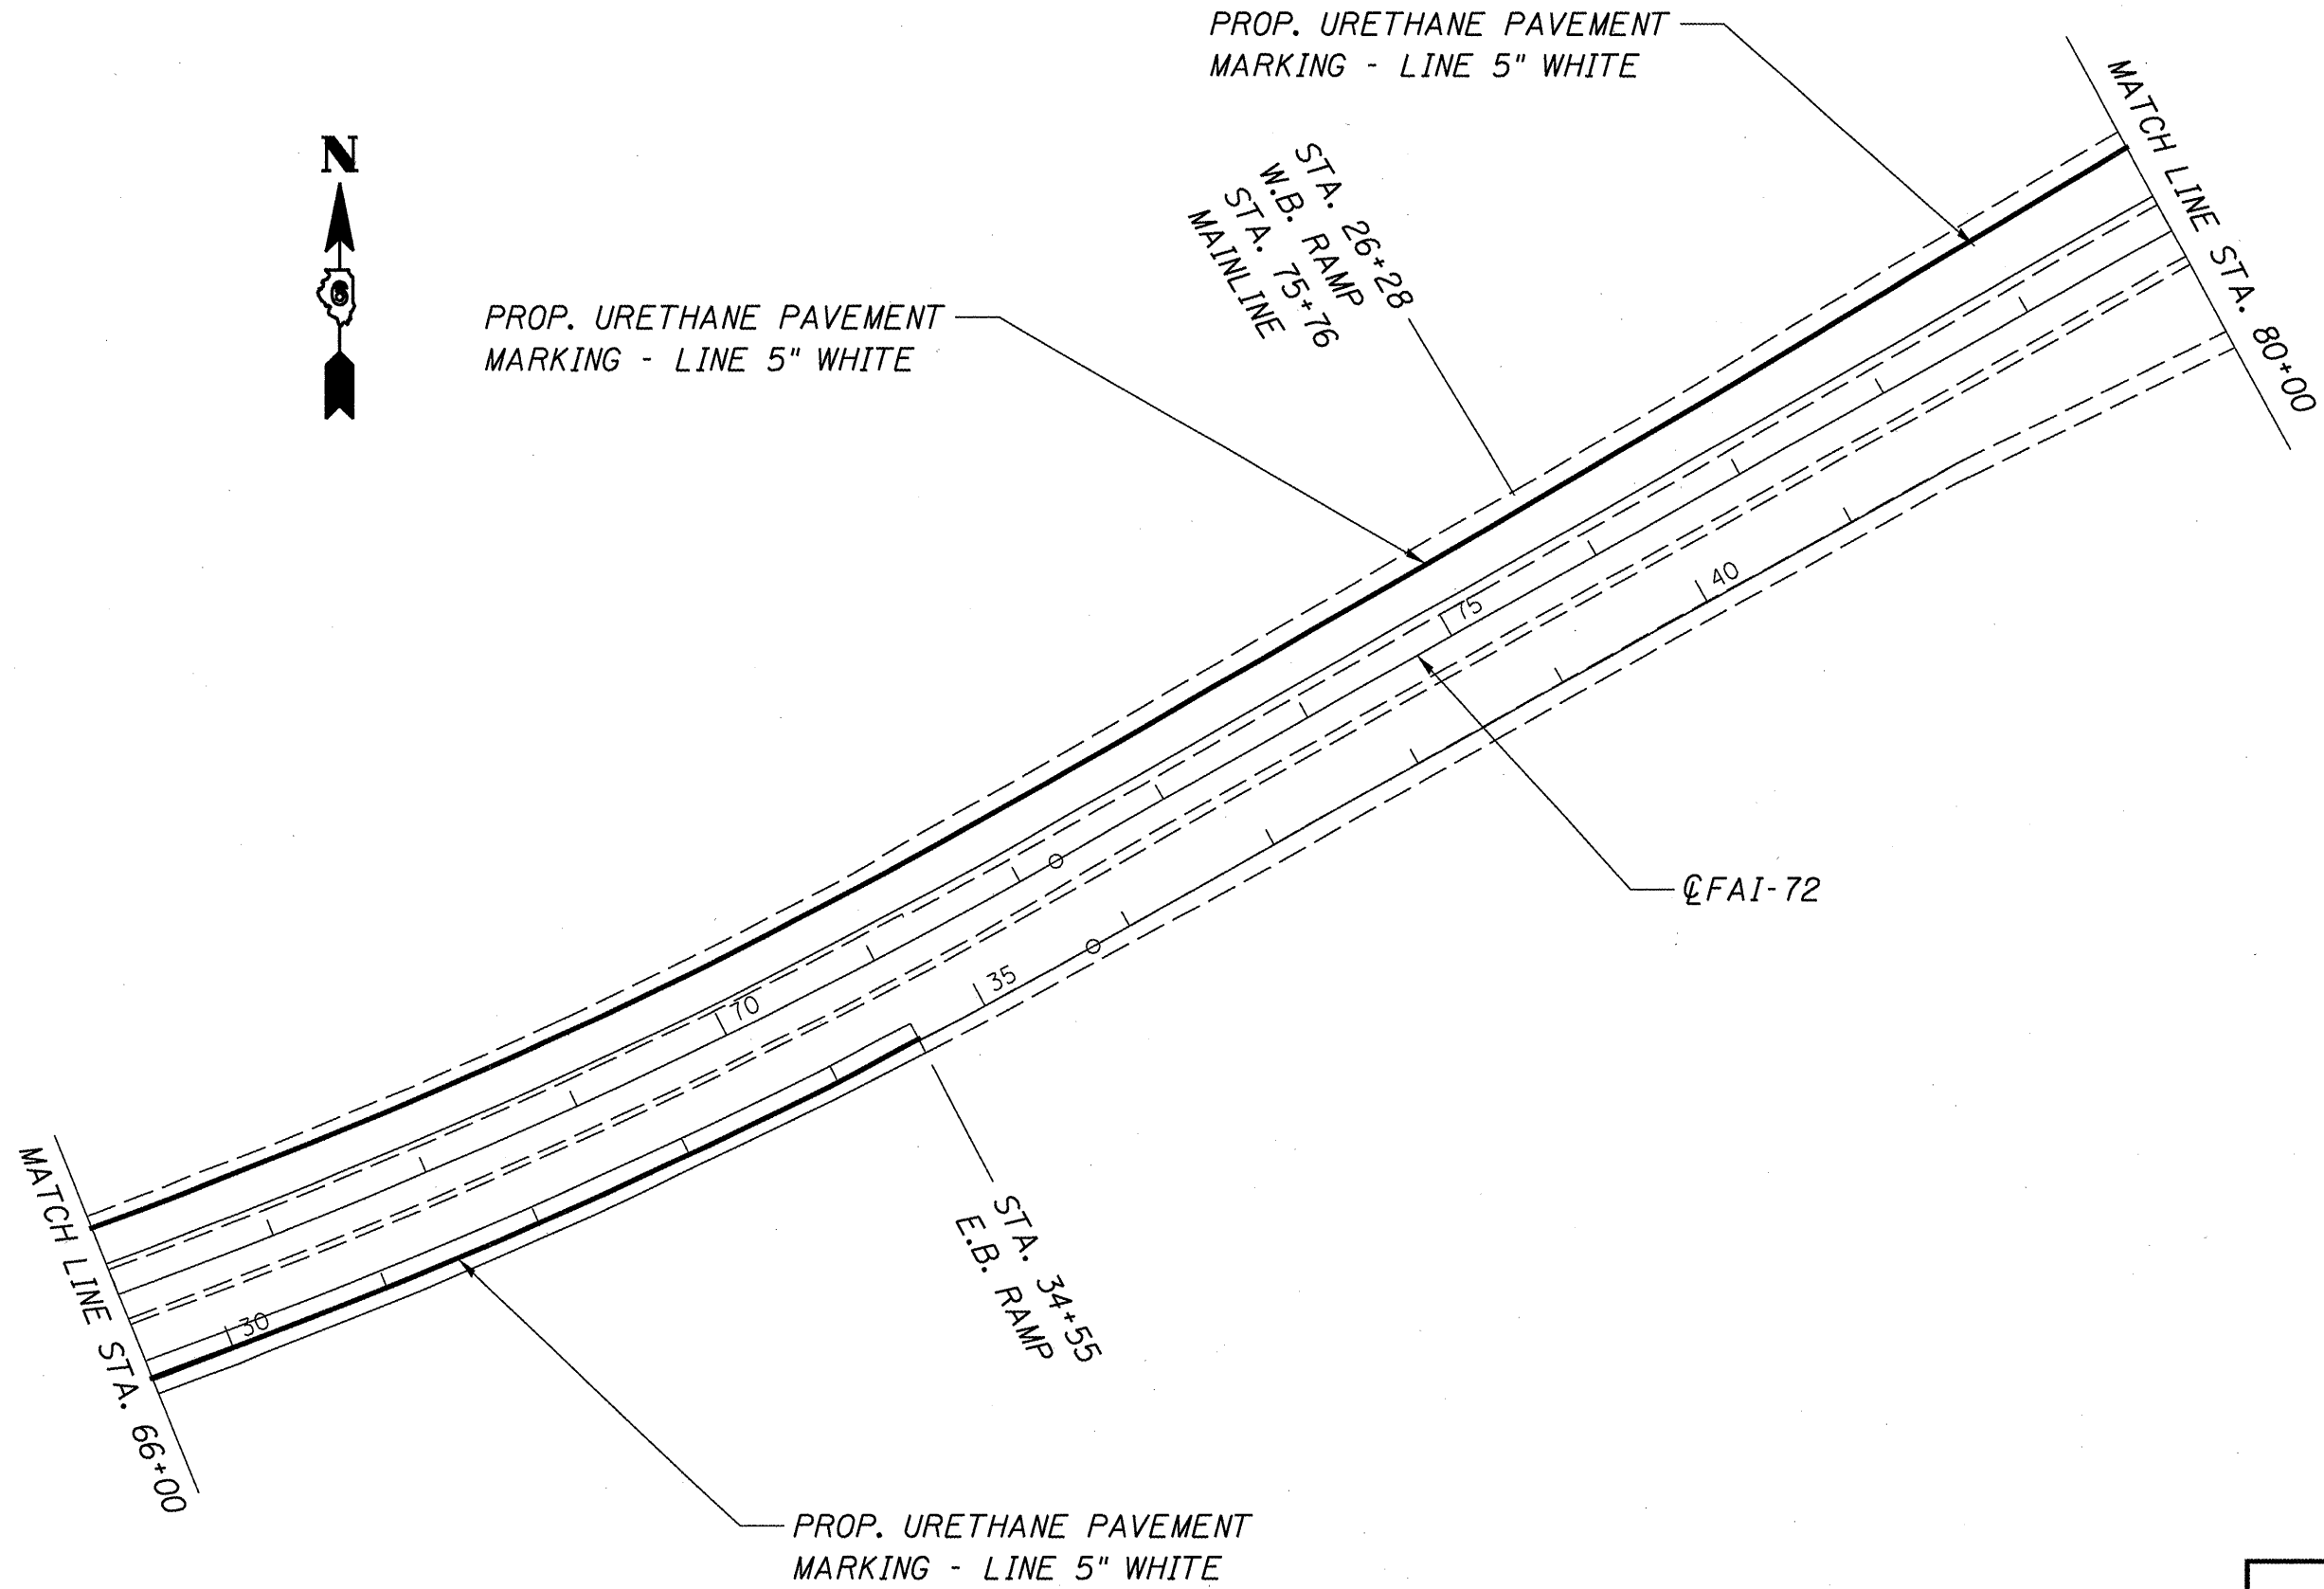 PROP. URETHANE PAVEMENT
MARKING - LINE 5" WHITE
MATCH LINE STA. 80+00
N
6
STA. 26+28
W.B. RAMP
STA. 75+76
MAINLINE
PROP. URETHANE PAVEMENT
MARKING - LINE 5" WHITE
40
75
℄ FAI-72
35
70
STA. 34+55
E.B. RAMP
MATCH LINE STA. 66+00
30
PROP. URETHANE PAVEMENT
MARKING - LINE 5" WHITE